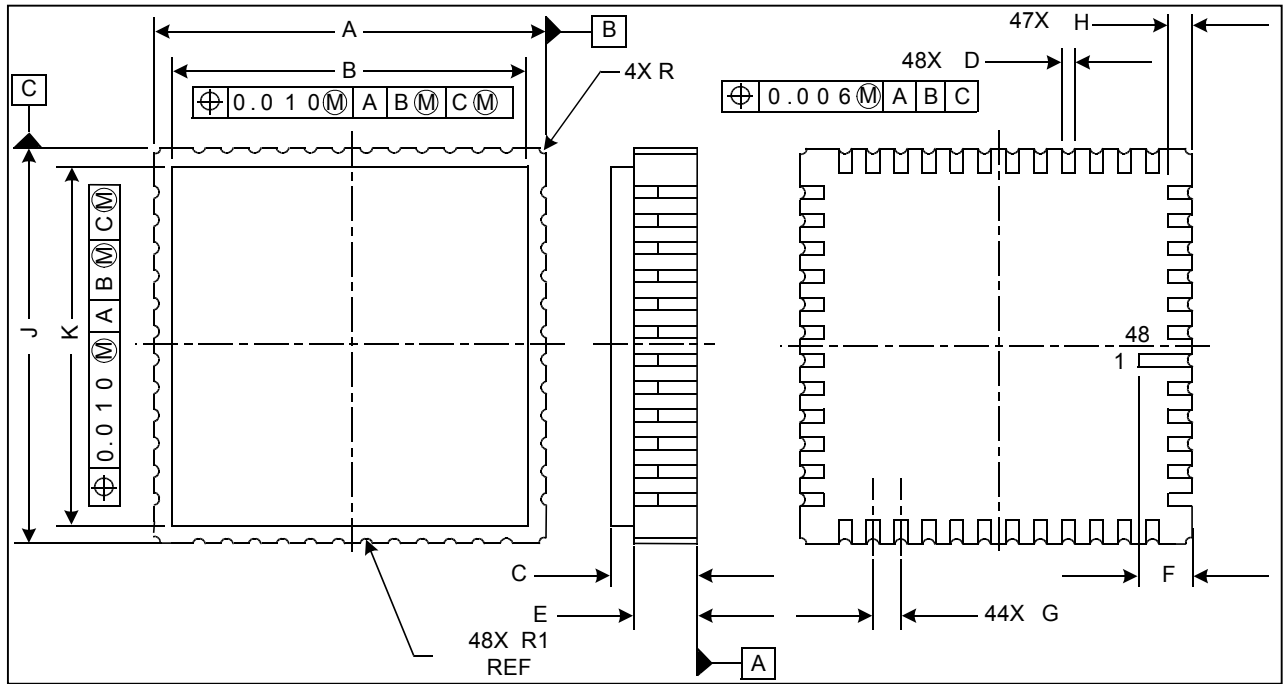 A
B
B
⌖ 0.010 Ⓜ A B Ⓜ C Ⓜ
4X R
C
⌖ 0.010 Ⓜ A B Ⓜ C Ⓜ
J
K
47X H
48X D
⌖ 0.006 Ⓜ A B C
48
1
C
E
F
44X G
48X R1
REF
A